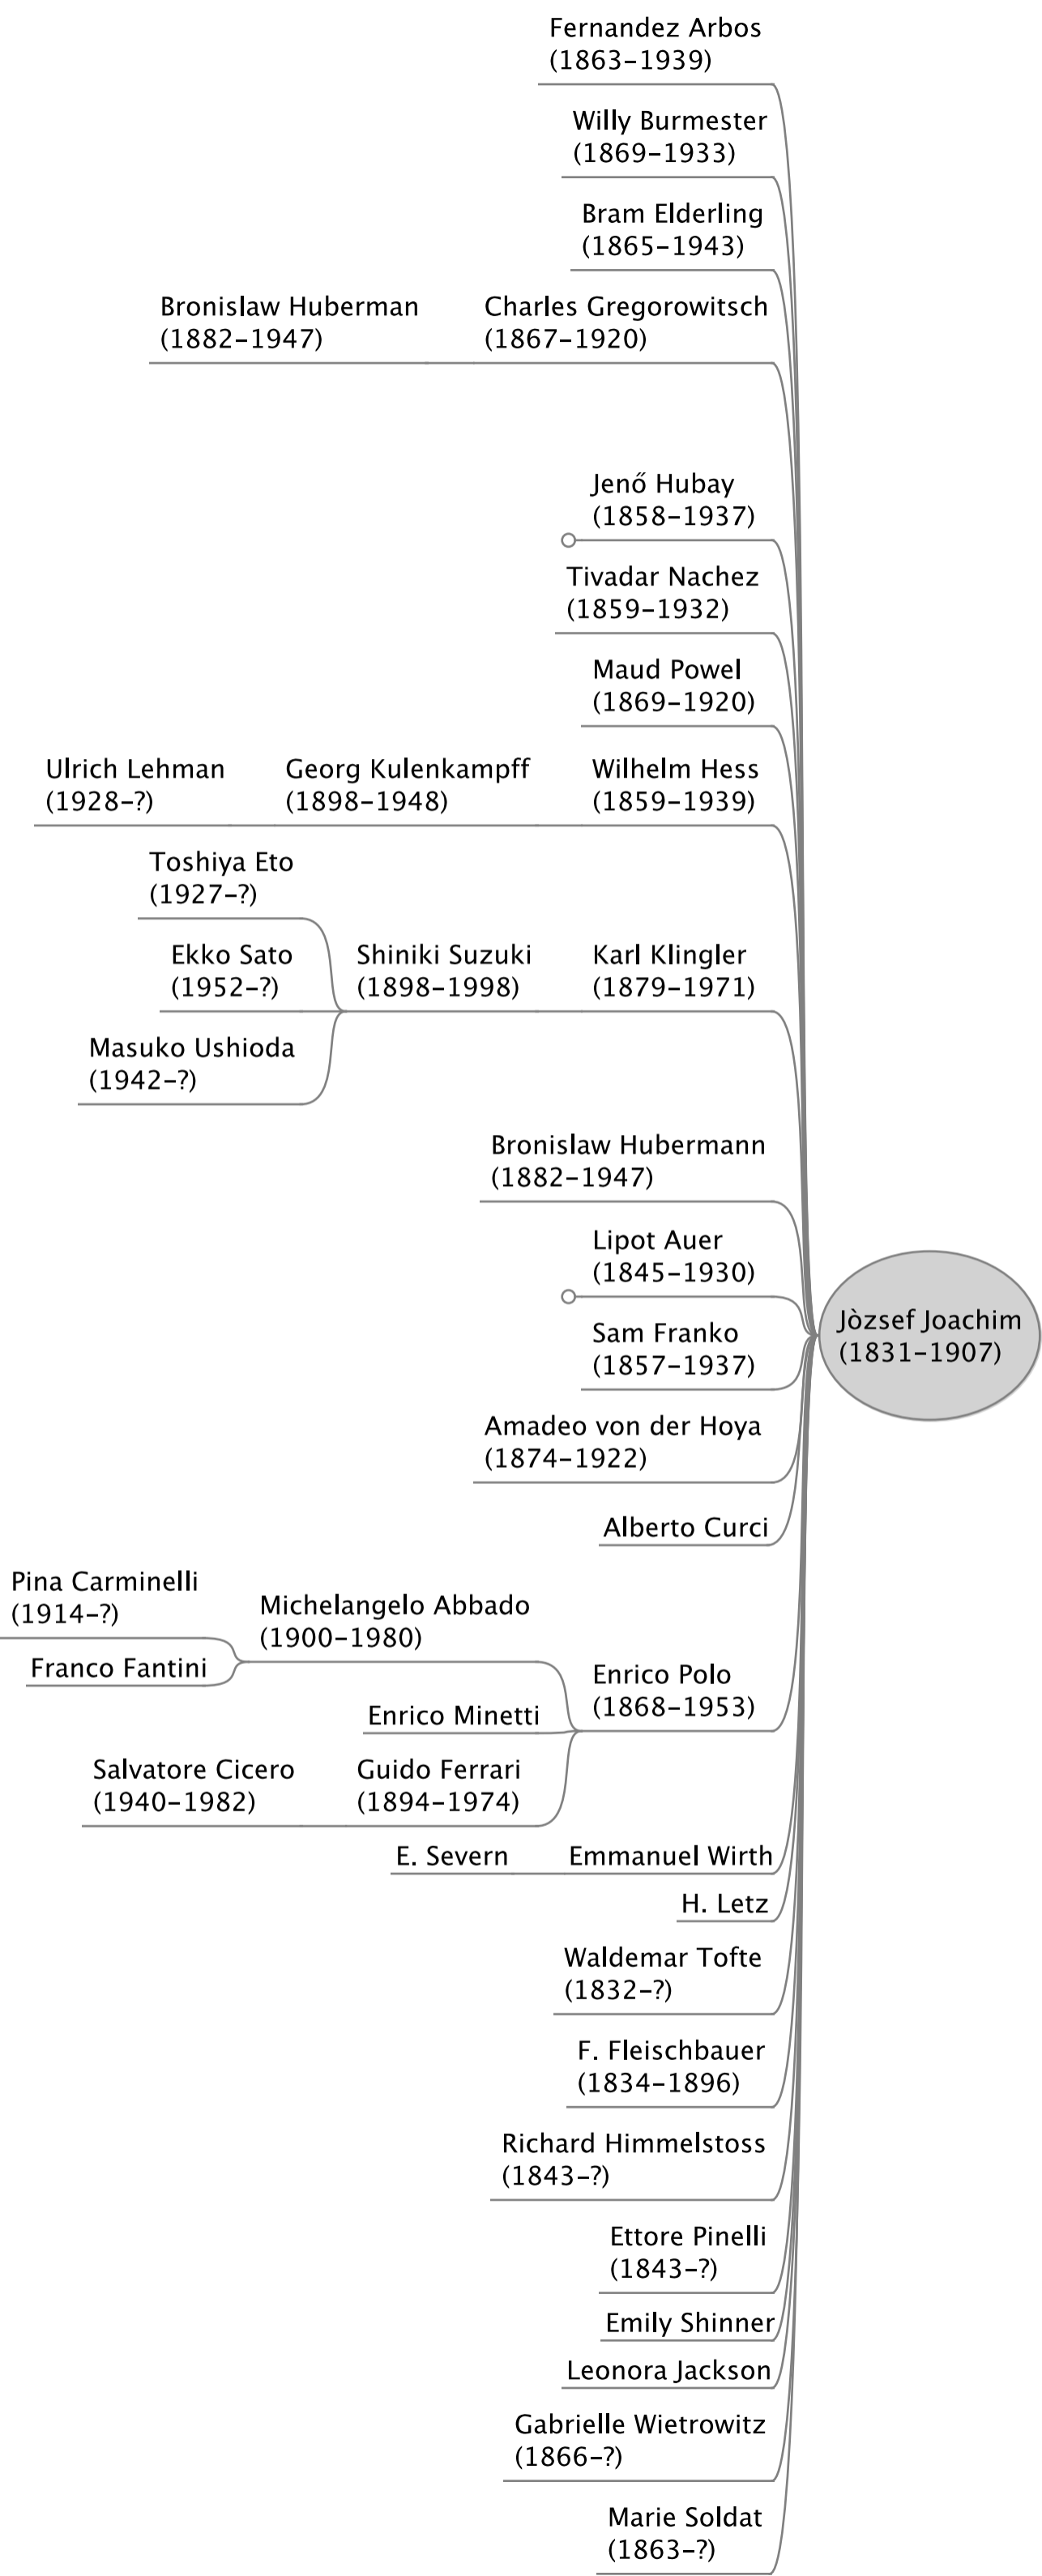 Fernandez Arbos
(1863-1939)
Willy Burmester
(1869-1933)
Bram Elderling
(1865-1943)
Bronislaw Huberman
(1882-1947)
Charles Gregorowitsch
(1867-1920)
Jenő Hubay
(1858-1937)
Tivadar Nachez
(1859-1932)
Maud Powel
(1869-1920)
Ulrich Lehman
(1928-?)
Georg Kulenkampff
(1898-1948)
Wilhelm Hess
(1859-1939)
Toshiya Eto
(1927-?)
Ekko Sato
(1952-?)
Shiniki Suzuki
(1898-1998)
Karl Klingler
(1879-1971)
Masuko Ushioda
(1942-?)
Bronislaw Hubermann
(1882-1947)
Lipot Auer
(1845-1930)
Jòzsef Joachim
(1831-1907)
Sam Franko
(1857-1937)
Amadeo von der Hoya
(1874-1922)
Alberto Curci
Pina Carminelli
(1914-?)
Michelangelo Abbado
(1900-1980)
Franco Fantini
Enrico Polo
(1868-1953)
Enrico Minetti
Salvatore Cicero
(1940-1982)
Guido Ferrari
(1894-1974)
E. Severn
Emmanuel Wirth
H. Letz
Waldemar Tofte
(1832-?)
F. Fleischbauer
(1834-1896)
Richard Himmelstoss
(1843-?)
Ettore Pinelli
(1843-?)
Emily Shinner
Leonora Jackson
Gabrielle Wietrowitz
(1866-?)
Marie Soldat
(1863-?)